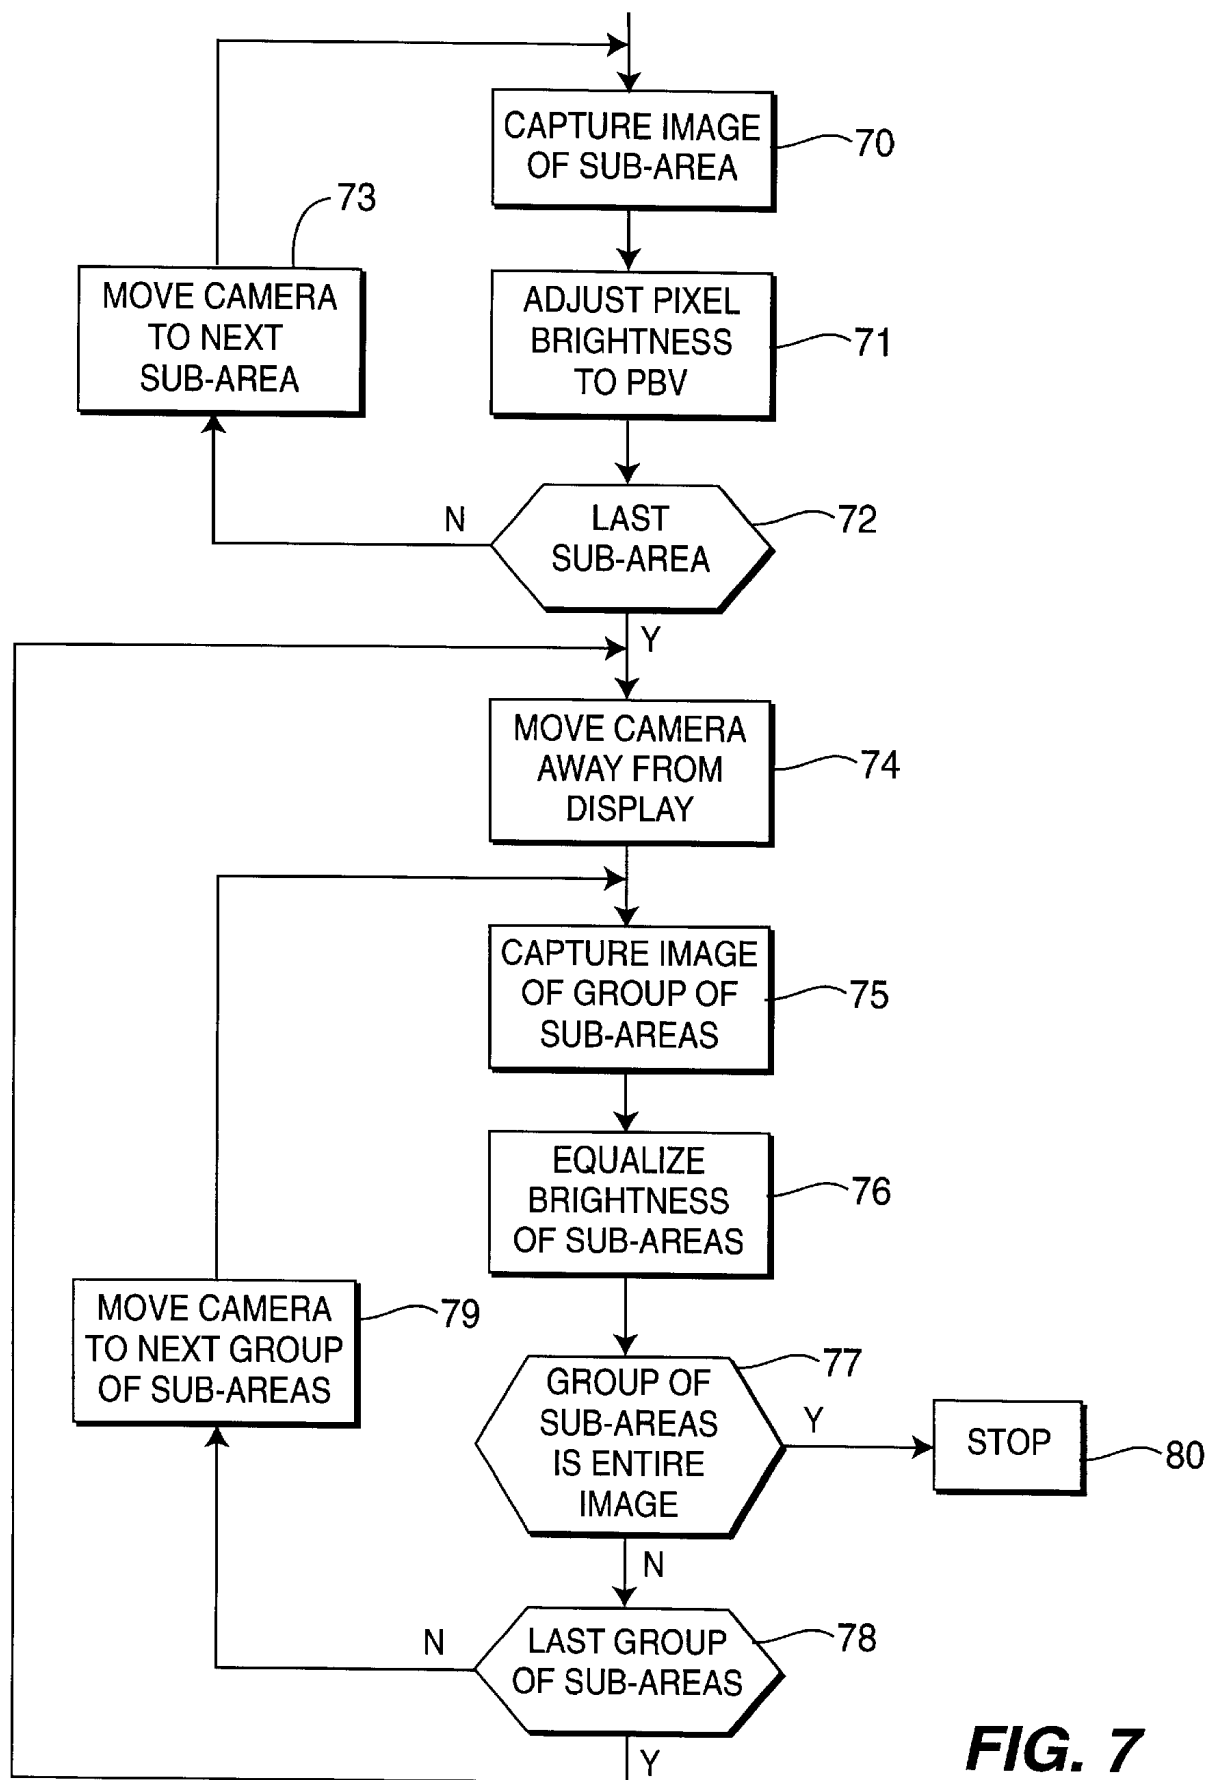 CAPTURE IMAGE
OF SUB-AREA
70
73
MOVE CAMERA
TO NEXT
SUB-AREA
ADJUST PIXEL
BRIGHTNESS
TO PBV
71
N
LAST
SUB-AREA
72
Y
MOVE CAMERA
AWAY FROM
DISPLAY
74
CAPTURE IMAGE
OF GROUP OF
SUB-AREAS
75
EQUALIZE
BRIGHTNESS
OF SUB-AREAS
76
MOVE CAMERA
TO NEXT GROUP
OF SUB-AREAS
79
GROUP OF
SUB-AREAS
IS ENTIRE
IMAGE
77
Y
STOP
80
N
N
LAST GROUP
OF SUB-AREAS
78
Y
FIG. 7